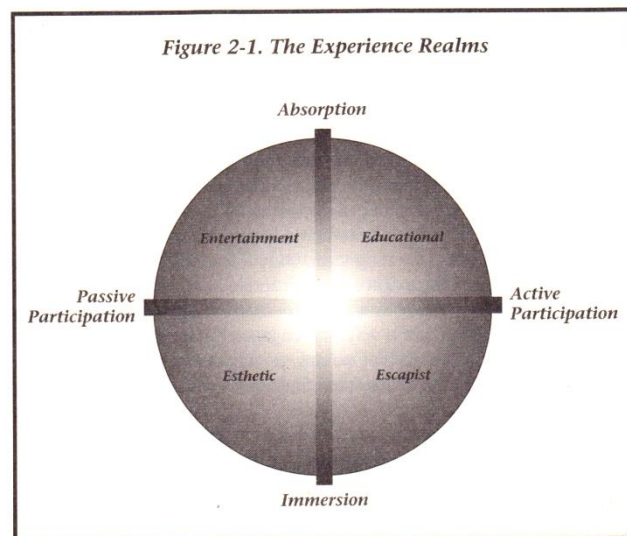 Figure 2-1. The Experience Realms
Absorption
Entertainment
Educational
Passive
Participation
Active
Participation
Esthetic
Escapist
Immersion